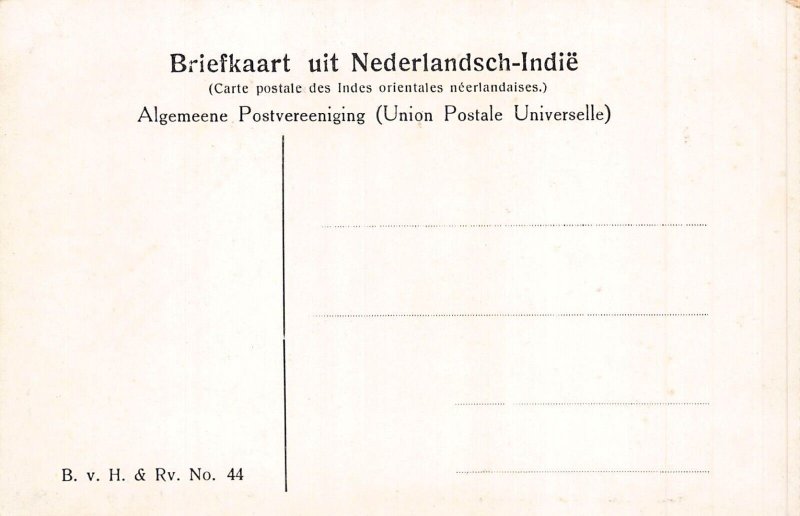 Briefkaart uit Nederlandsch-Indië
(Carte postale des Indes orientales néerlandaises.)
Algemeene Postvereeniging (Union Postale Universelle)
B. v. H. & Rv. No. 44